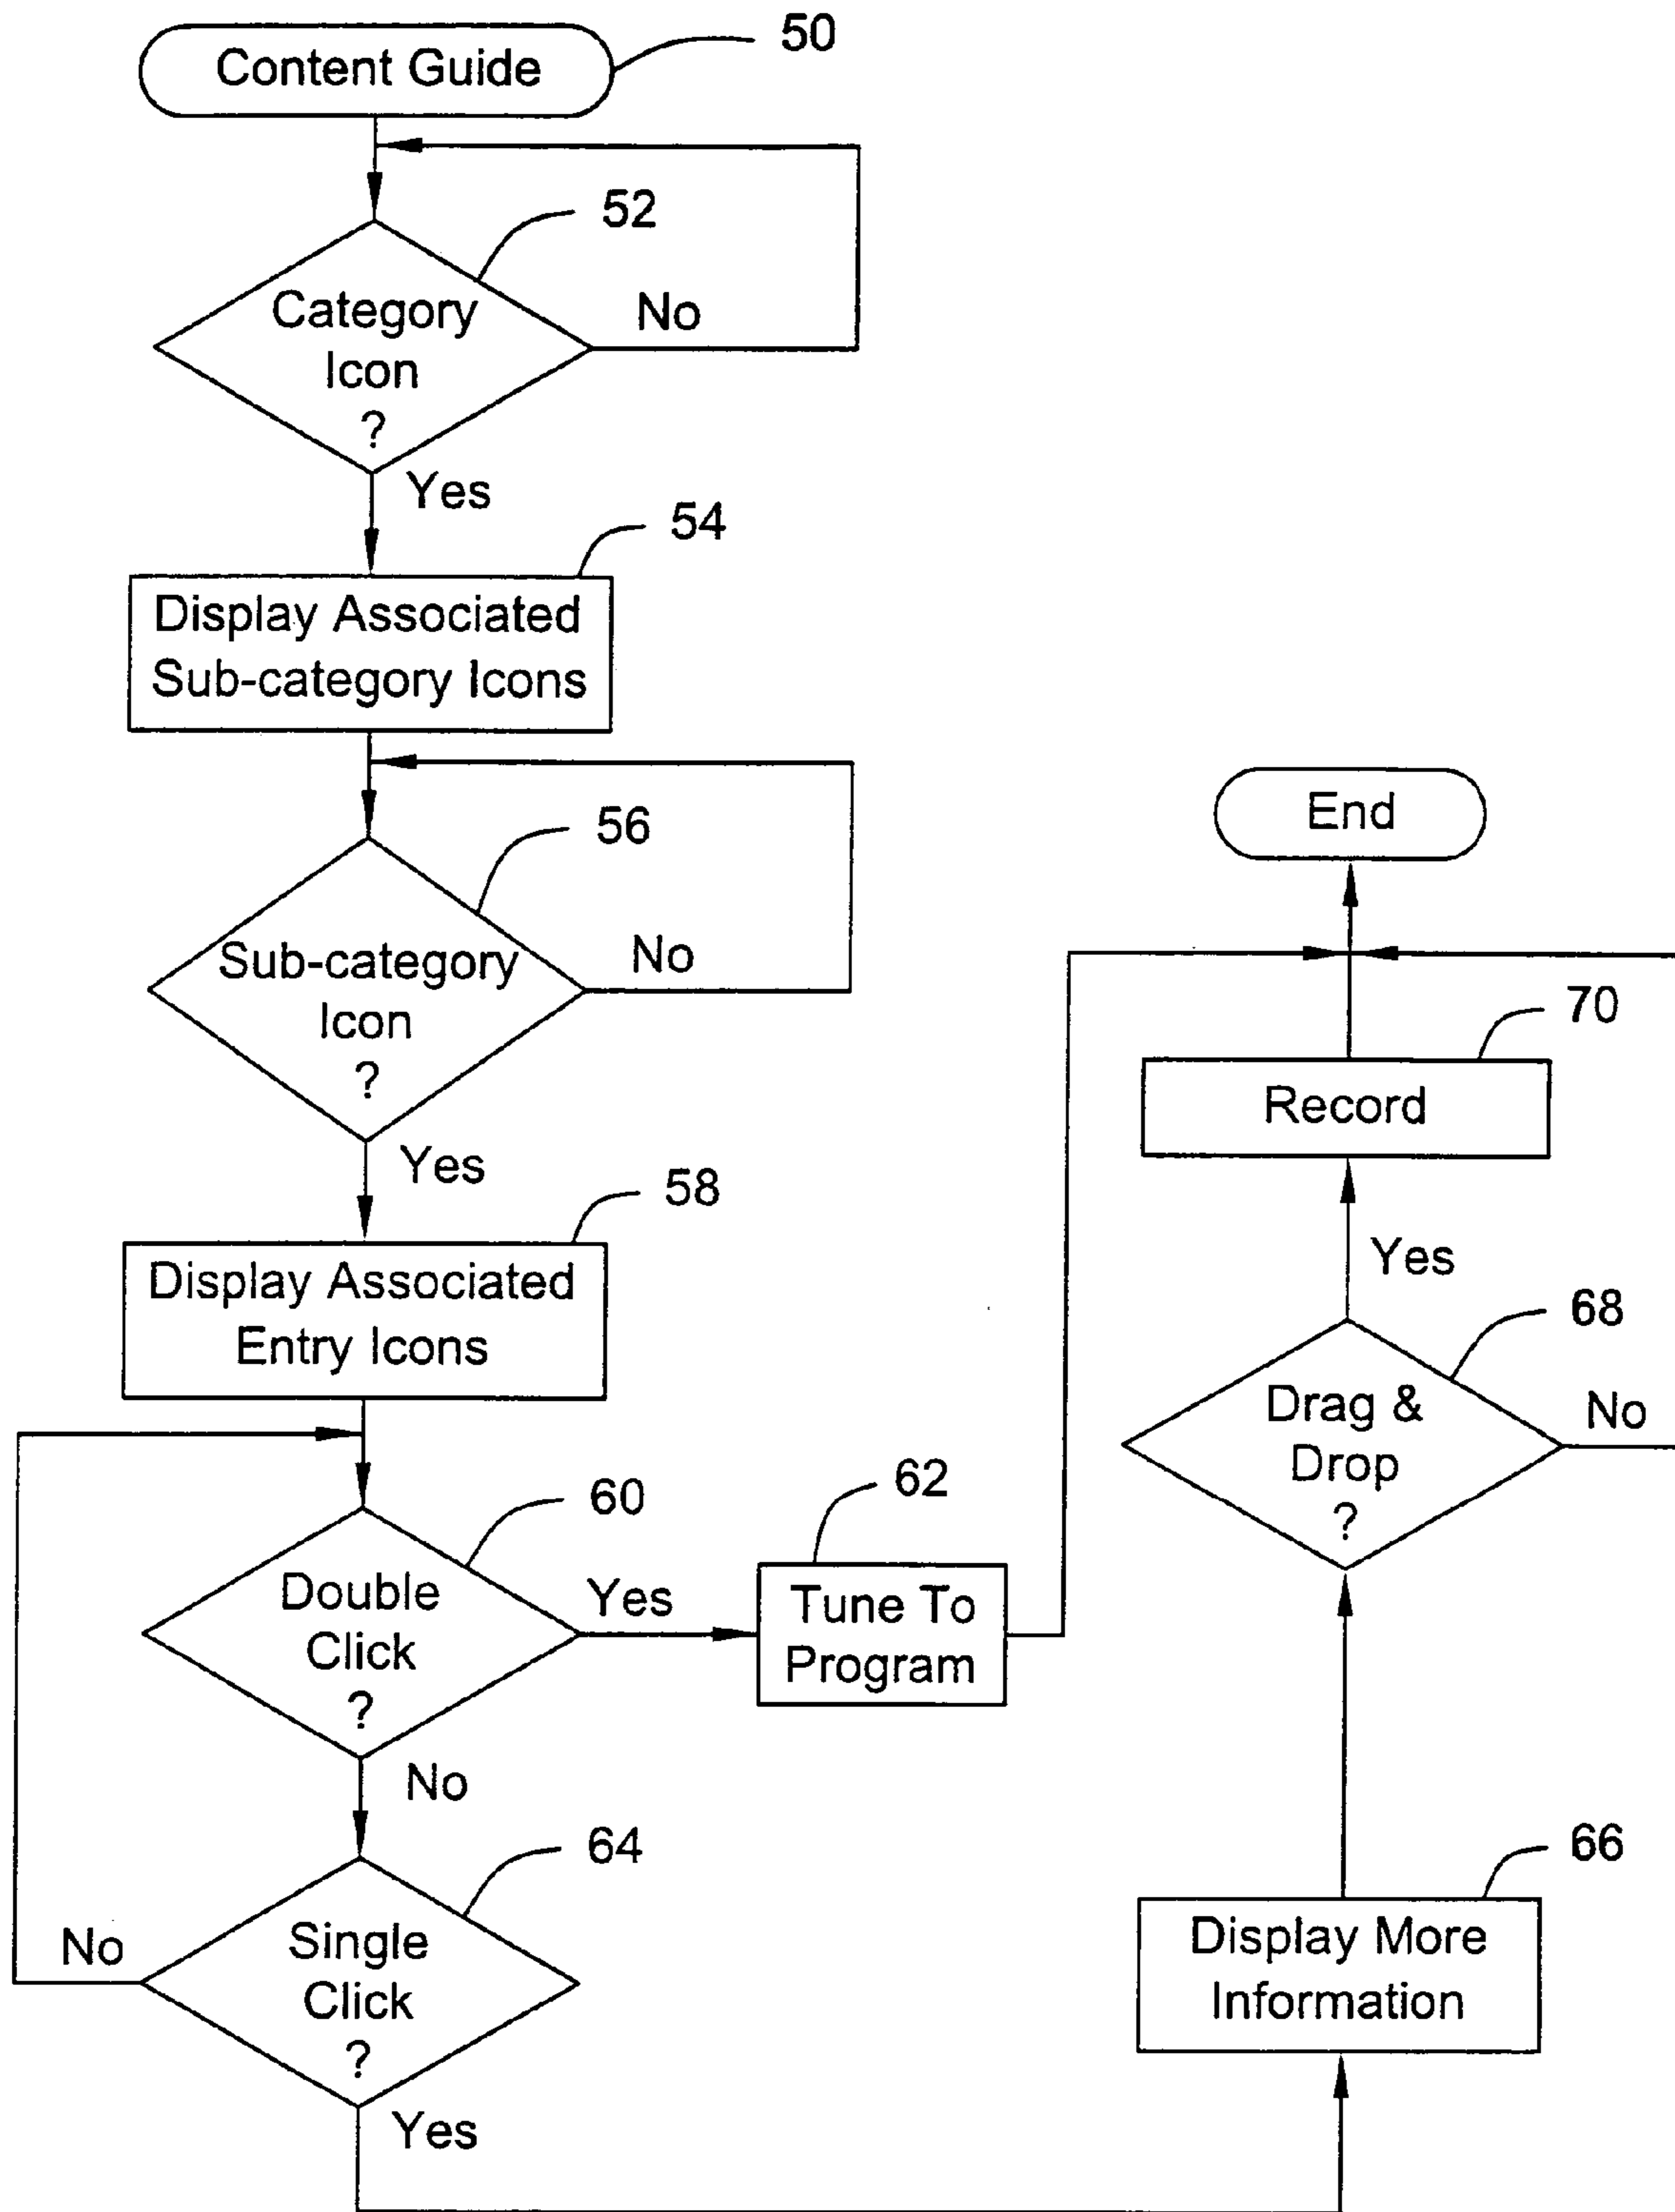 Content Guide
50
52
Category
Icon
?
No
Yes
54
Display Associated
Sub-category Icons
56
Sub-category
Icon
?
No
Yes
58
Display Associated
Entry Icons
60
Double
Click
?
Yes
62
Tune To
Program
No
64
Single
Click
?
No
Yes
End
70
Record
Yes
68
Drag &
Drop
?
No
66
Display More
Information